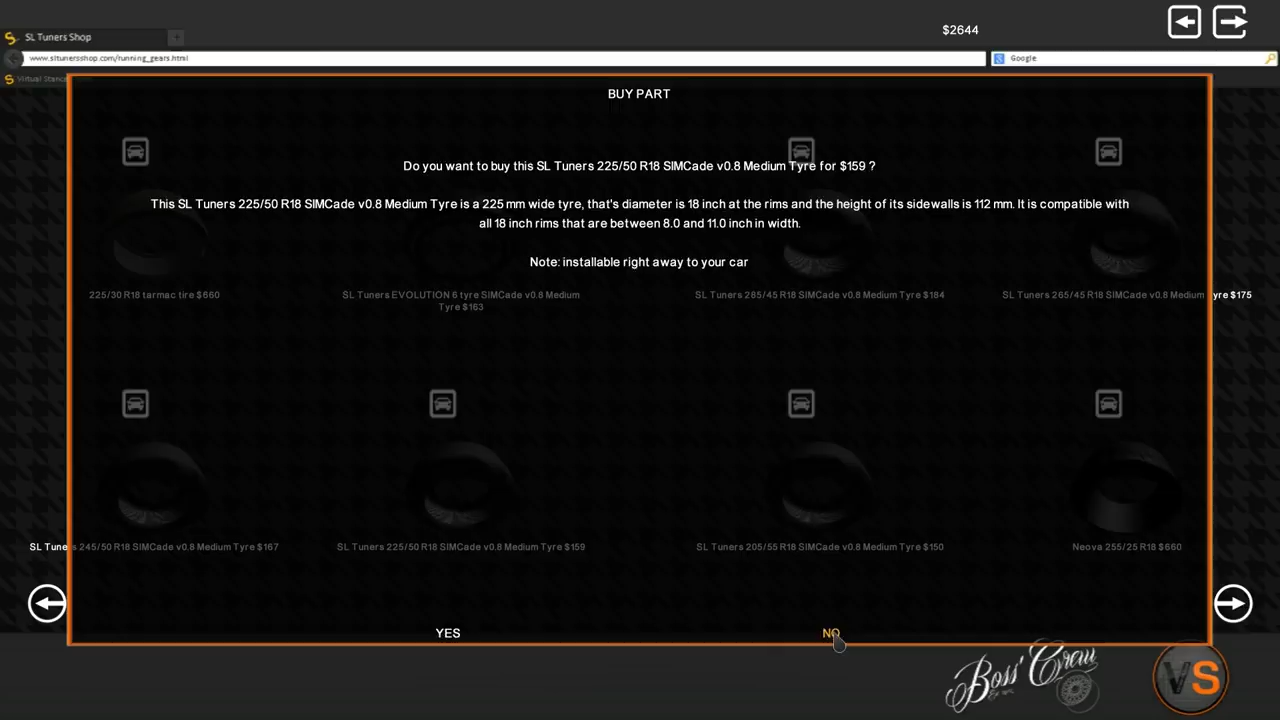 $2644
SL Tuners Shop
www.sltunersshop.com/running_gears.html
Google
Virtual Stance
BUY PART
Do you want to buy this SL Tuners 225/50 R18 SIMCade v0.8 Medium Tyre for $159 ?
This SL Tuners 225/50 R18 SIMCade v0.8 Medium Tyre is a 225 mm wide tyre, that's diameter is 18 inch at the rims and the height of its sidewalls is 112 mm. It is compatible with
all 18 inch rims that are between 8.0 and 11.0 inch in width.
Note: installable right away to your car
225/30 R18 tarmac tire $660
SL Tuners EVOLUTION 6 tyre SIMCade v0.8 Medium
Tyre $163
SL Tuners 285/45 R18 SIMCade v0.8 Medium Tyre $184
SL Tuners 265/45 R18 SIMCade v0.8 Medium Tyre $175
SL Tuners 245/50 R18 SIMCade v0.8 Medium Tyre $167
SL Tuners 225/50 R18 SIMCade v0.8 Medium Tyre $159
SL Tuners 205/55 R18 SIMCade v0.8 Medium Tyre $150
Neova 255/25 R18 $660
YES
NO
Boss' Crew
VS